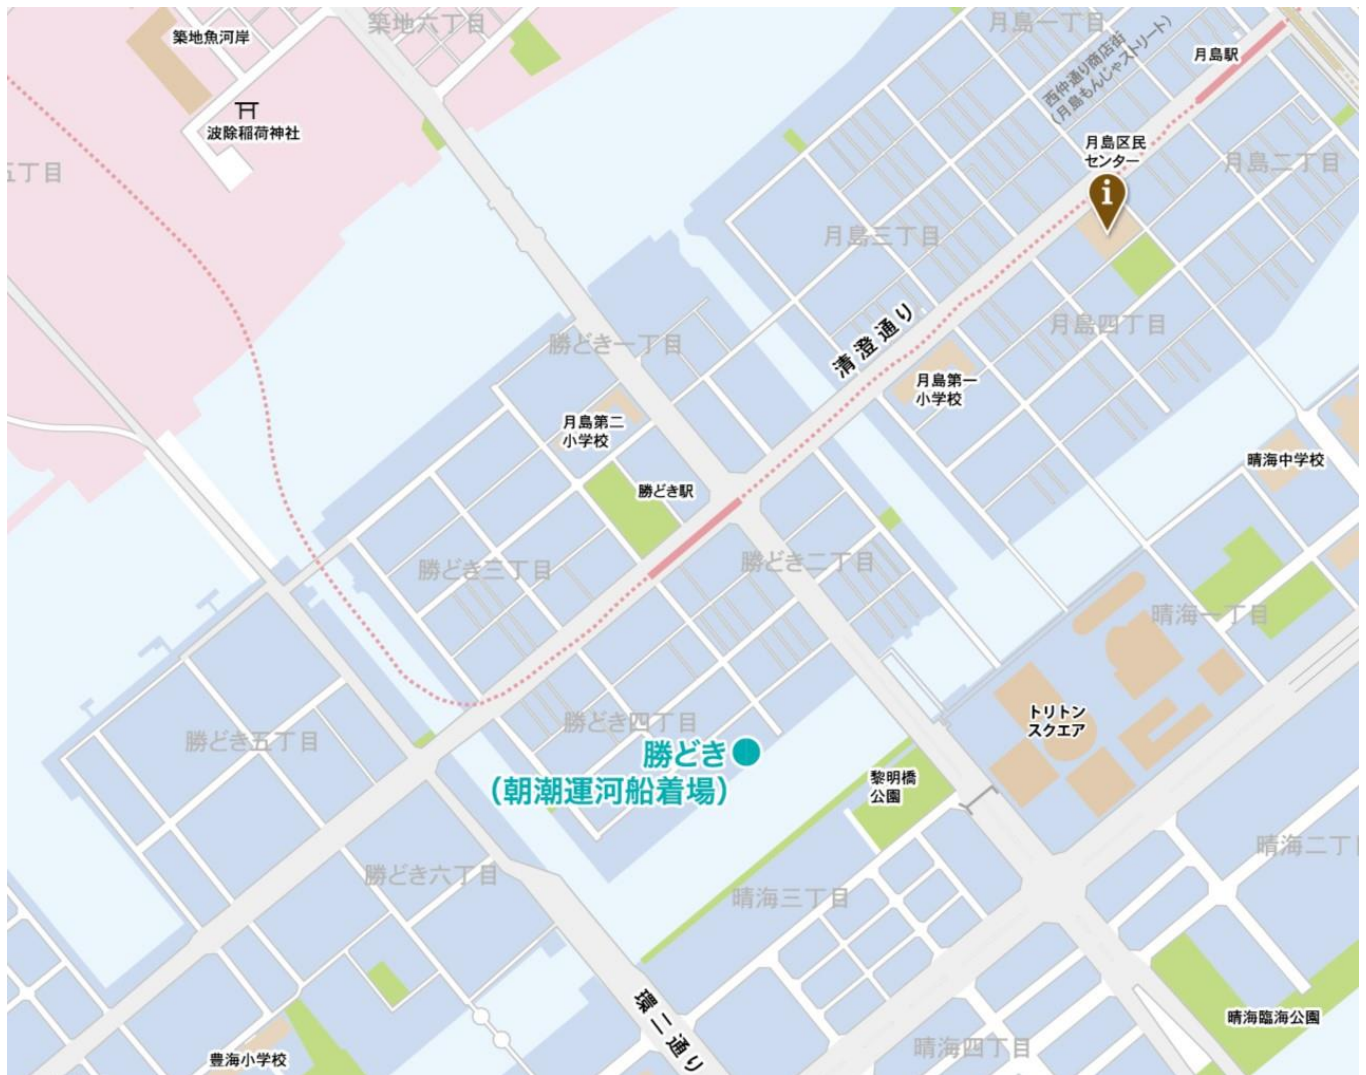 築地六丁目
築地魚河岸
波除稲荷神社
五丁目
月島一丁目
西仲通り商店街
(月島もんじゃストリート)
月島駅
月島区民
センター
i
月島二丁目
月島三丁目
清澄通り
月島四丁目
月島第一
小学校
勝どき一丁目
月島第二
小学校
勝どき駅
晴海中学校
勝どき三丁目
勝どき二丁目
晴海一丁目
勝どき五丁目
勝どき四丁目
勝どき
(朝潮運河船着場)
トリトン
スクエア
黎明橋
公園
勝どき六丁目
晴海三丁目
晴海二丁目
環二通り
晴海四丁目
晴海臨海公園
豊海小学校